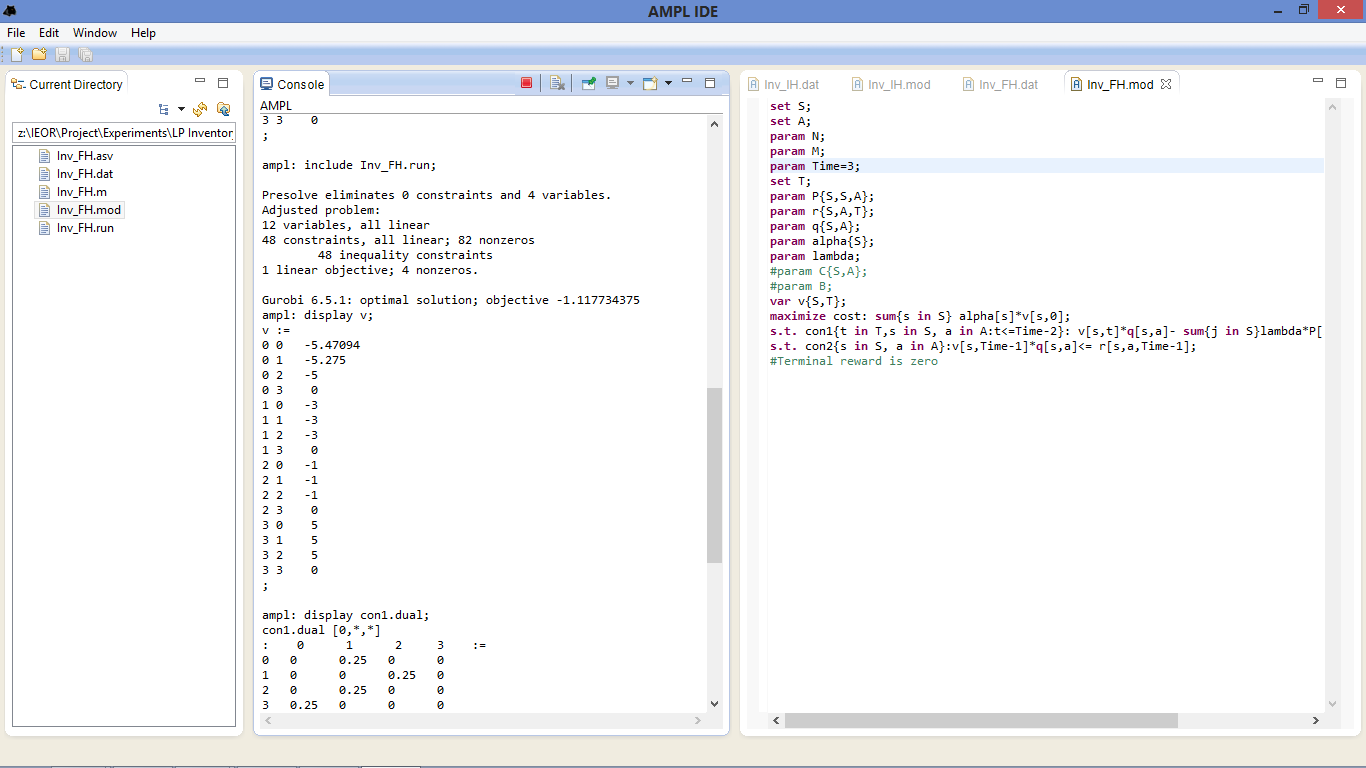 AMPL IDE
File Edit Window Help
Current Directory
z:\IEOR\Project\Experiments\LP Inventor
Inv_FH.asv
Inv_FH.dat
Inv_FH.m
Inv_FH.mod
Inv_FH.run
Console
AMPL
3 3 0
;
ampl: include Inv_FH.run;
Presolve eliminates 0 constraints and 4 variables.
Adjusted problem:
12 variables, all linear
48 constraints, all linear; 82 nonzeros
48 inequality constraints
1 linear objective; 4 nonzeros.
Gurobi 6.5.1: optimal solution; objective -1.117734375
ampl: display v;
v :=
0 0 -5.47094
0 1 -5.275
0 2 -5
0 3 0
1 0 -3
1 1 -3
1 2 -3
1 3 0
2 0 -1
2 1 -1
2 2 -1
2 3 0
3 0 5
3 1 5
3 2 5
3 3 0
;
ampl: display con1.dual;
con1.dual [0,*,*]
: 0 1 2 3 :=
0 0 0.25 0 0
1 0 0 0.25 0
2 0 0.25 0 0
3 0.25 0 0 0
Inv_IH.dat Inv_IH.mod Inv_FH.dat Inv_FH.mod
set S;
set A;
param N;
param M;
param Time=3;
set T;
param P{S,S,A};
param r{S,A,T};
param q{S,A};
param alpha{S};
param lambda;
#param C{S,A};
#param B;
var v{S,T};
maximize cost: sum{s in S} alpha[s]*v[s,0];
s.t. con1{t in T,s in S, a in A:t<=Time-2}: v[s,t]*q[s,a]- sum{j in S}lambda*P[
s.t. con2{s in S, a in A}:v[s,Time-1]*q[s,a]<= r[s,a,Time-1];
#Terminal reward is zero